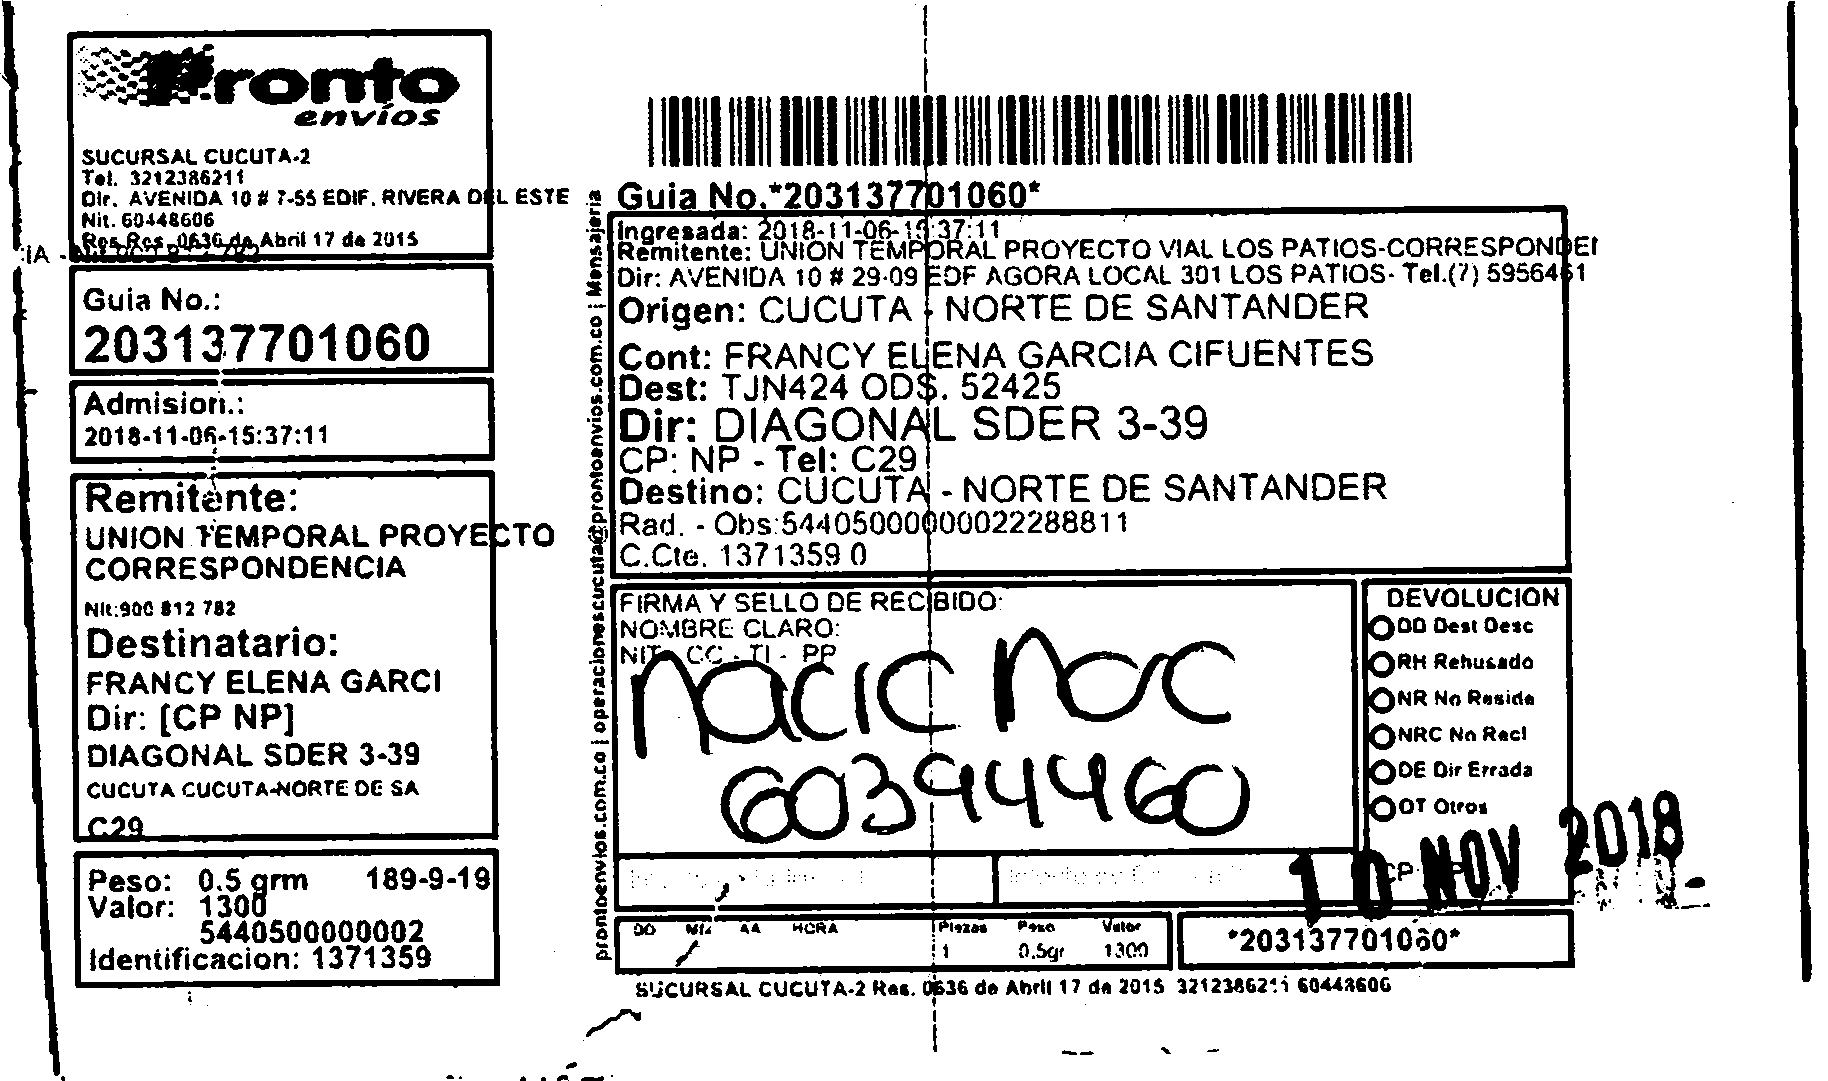 Pronto
envíos
SUCURSAL CUCUTA-2
Tel. 3212386211
Dir. AVENIDA 10 # 7-55 EDIF. RIVERA DEL ESTE
Nit. 60448606
Res.Res. 0636 de Abril 17 de 2015
Guia No.:
203137701060
Admision.:
2018-11-06-15:37:11
Remitente:
UNION TEMPORAL PROYECTO
CORRESPONDENCIA
Nit:900 812 782
Destinatario:
FRANCY ELENA GARCI
Dir: [CP NP]
DIAGONAL SDER 3-39
CUCUTA CUCUTA-NORTE DE SA
C29
Peso: 0.5 grm 189-9-19
Valor: 1300
5440500000002
Identificacion: 1371359
prontoenvios.com.co | operacionescucuta@prontoenvios.com.co | Mensajeria
Guia No.*203137701060*
Ingresada: 2018-11-06-15:37:11
Remitente: UNION TEMPORAL PROYECTO VIAL LOS PATIOS-CORRESPONDEN
Dir: AVENIDA 10 # 29-09 EDF AGORA LOCAL 301 LOS PATIOS- Tel.(7) 5956461
Origen: CUCUTA - NORTE DE SANTANDER
Cont: FRANCY ELENA GARCIA CIFUENTES
Dest: TJN424 ODS. 52425
Dir: DIAGONAL SDER 3-39
CP: NP - Tel: C29
Destino: CUCUTA - NORTE DE SANTANDER
Rad. - Obs:54405000000022288811
C.Cte. 1371359 0
FIRMA Y SELLO DE RECIBIDO:
NOMBRE CLARO:
NIT - CC - TI - PP
60394460
DEVOLUCION
DD Dest Desc
RH Rehusado
NR No Reside
NRC No Recl
DE Dir Errada
OT Otros
CP
10 NOV 2018
DD MM AA HORA Piezas Peso Valor
1 0.5gr 1300
*203137701060*
SUCURSAL CUCUTA-2 Res. 0636 de Abril 17 de 2015 3212386211 60448606